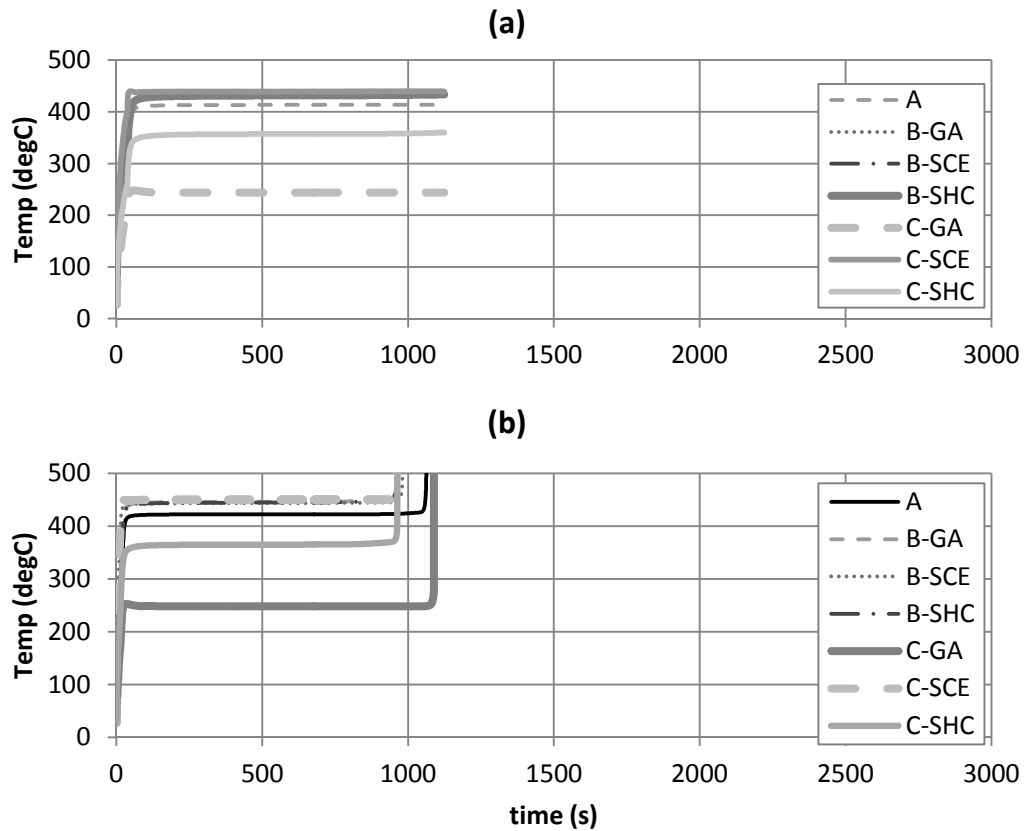 (a)
500
400
300
200
100
0
Temp (degC)
0 500 1000 1500 2000 2500 3000
A
B-GA
B-SCE
B-SHC
C-GA
C-SCE
C-SHC
(b)
500
400
300
200
100
0
Temp (degC)
0 500 1000 1500 2000 2500 3000
time (s)
A
B-GA
B-SCE
B-SHC
C-GA
C-SCE
C-SHC